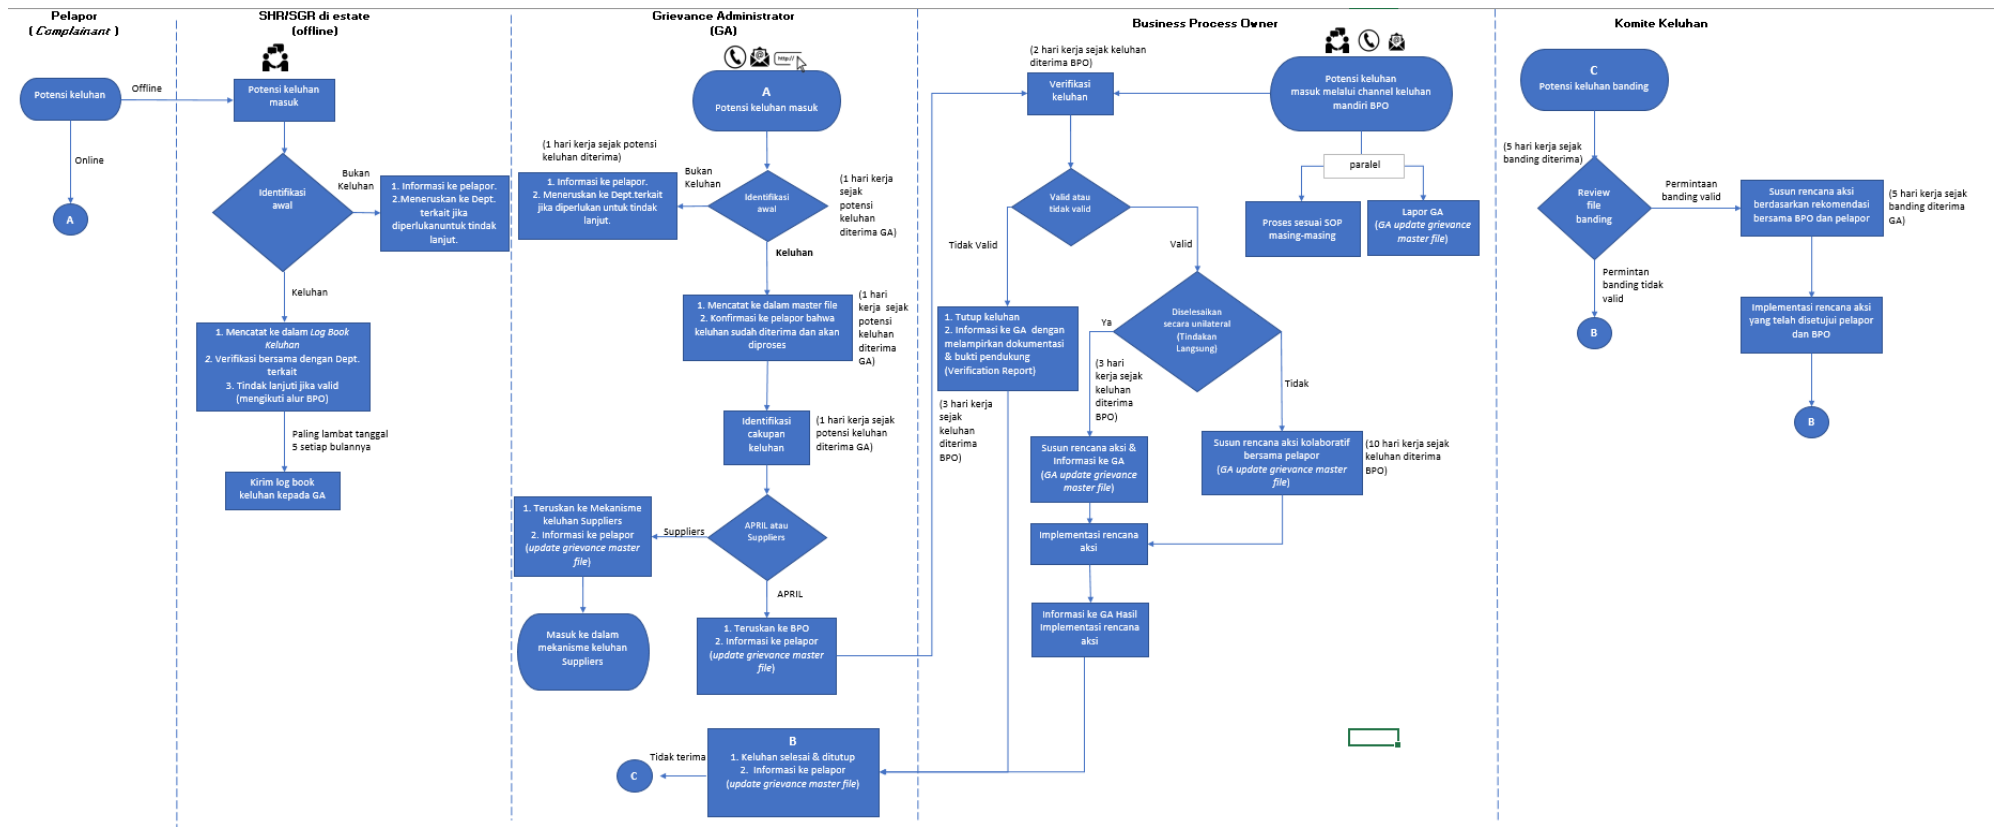 Pelapor
( Complainant )
Potensi keluhan
Offline
Online
A
SHR/SGR di estate
(offline)
Potensi keluhan
masuk
Identifikasi
awal
Bukan
Keluhan
1. Informasi ke pelapor.
2.Meneruskan ke Dept.
terkait jika
diperlukanuntuk tindak
lanjut.
Keluhan
1. Mencatat ke dalam Log Book
Keluhan
2. Verifikasi bersama dengan Dept.
terkait
3. Tindak lanjuti jika valid
(mengikuti alur BPO)
Paling lambat tanggal
5 setiap bulannya
Kirim log book
keluhan kepada GA
Grievance Administrator
(GA)
http://
A
Potensi keluhan masuk
(1 hari kerja sejak potensi
keluhan diterima)
Bukan
Keluhan
1. Informasi ke pelapor.
2. Meneruskan ke Dept.terkait
jika diperlukan untuk tindak
lanjut.
Identifikasi
awal
(1 hari kerja
sejak
potensi
keluhan
diterima GA)
Keluhan
1. Mencatat ke dalam master file
2. Konfirmasi ke pelapor bahwa
keluhan sudah diterima dan akan
diproses
(1 hari
kerja sejak
potensi
keluhan
diterima
GA)
Identifikasi
cakupan
keluhan
(1 hari kerja sejak
potensi keluhan
diterima GA)
APRIL atau
Suppliers
Suppliers
1. Teruskan ke Mekanisme
keluhan Suppliers
2. Informasi ke pelapor
(update grievance master
file)
Masuk ke dalam
mekanisme keluhan
Suppliers
APRIL
1. Teruskan ke BPO
2. Informasi ke pelapor
(update grievance master
file)
B
1. Keluhan selesai & ditutup
2. Informasi ke pelapor
(update grievance master file)
Tidak terima
C
Business Process Owner
(2 hari kerja sejak keluhan
diterima BPO)
Verifikasi
keluhan
Potensi keluhan
masuk melalui channel keluhan
mandiri BPO
paralel
Proses sesuai SOP
masing-masing
Lapor GA
(GA update grievance
master file)
Valid atau
tidak valid
Tidak Valid
Valid
1. Tutup keluhan
2. Informasi ke GA dengan
melampirkan dokumentasi
& bukti pendukung
(Verification Report)
(3 hari kerja
sejak
keluhan
diterima
BPO)
Diselesaikan
secara unilateral
(Tindakan
Langsung)
Ya
(3 hari
kerja sejak
keluhan
diterima
BPO)
Tidak
Susun rencana aksi &
Informasi ke GA
(GA update grievance
master file)
Susun rencana aksi kolaboratif
bersama pelapor
(GA update grievance master
file)
(10 hari kerja sejak
keluhan diterima
BPO)
Implementasi rencana
aksi
Informasi ke GA Hasil
Implementasi rencana
aksi
Komite Keluhan
C
Potensi keluhan banding
(5 hari kerja sejak
banding diterima)
Review
file
banding
Permintaan
banding valid
Susun rencana aksi
berdasarkan rekomendasi
bersama BPO dan pelapor
(5 hari kerja sejak
banding diterima
GA)
Permintan
banding tidak
valid
B
Implementasi rencana aksi
yang telah disetujui pelapor
dan BPO
B